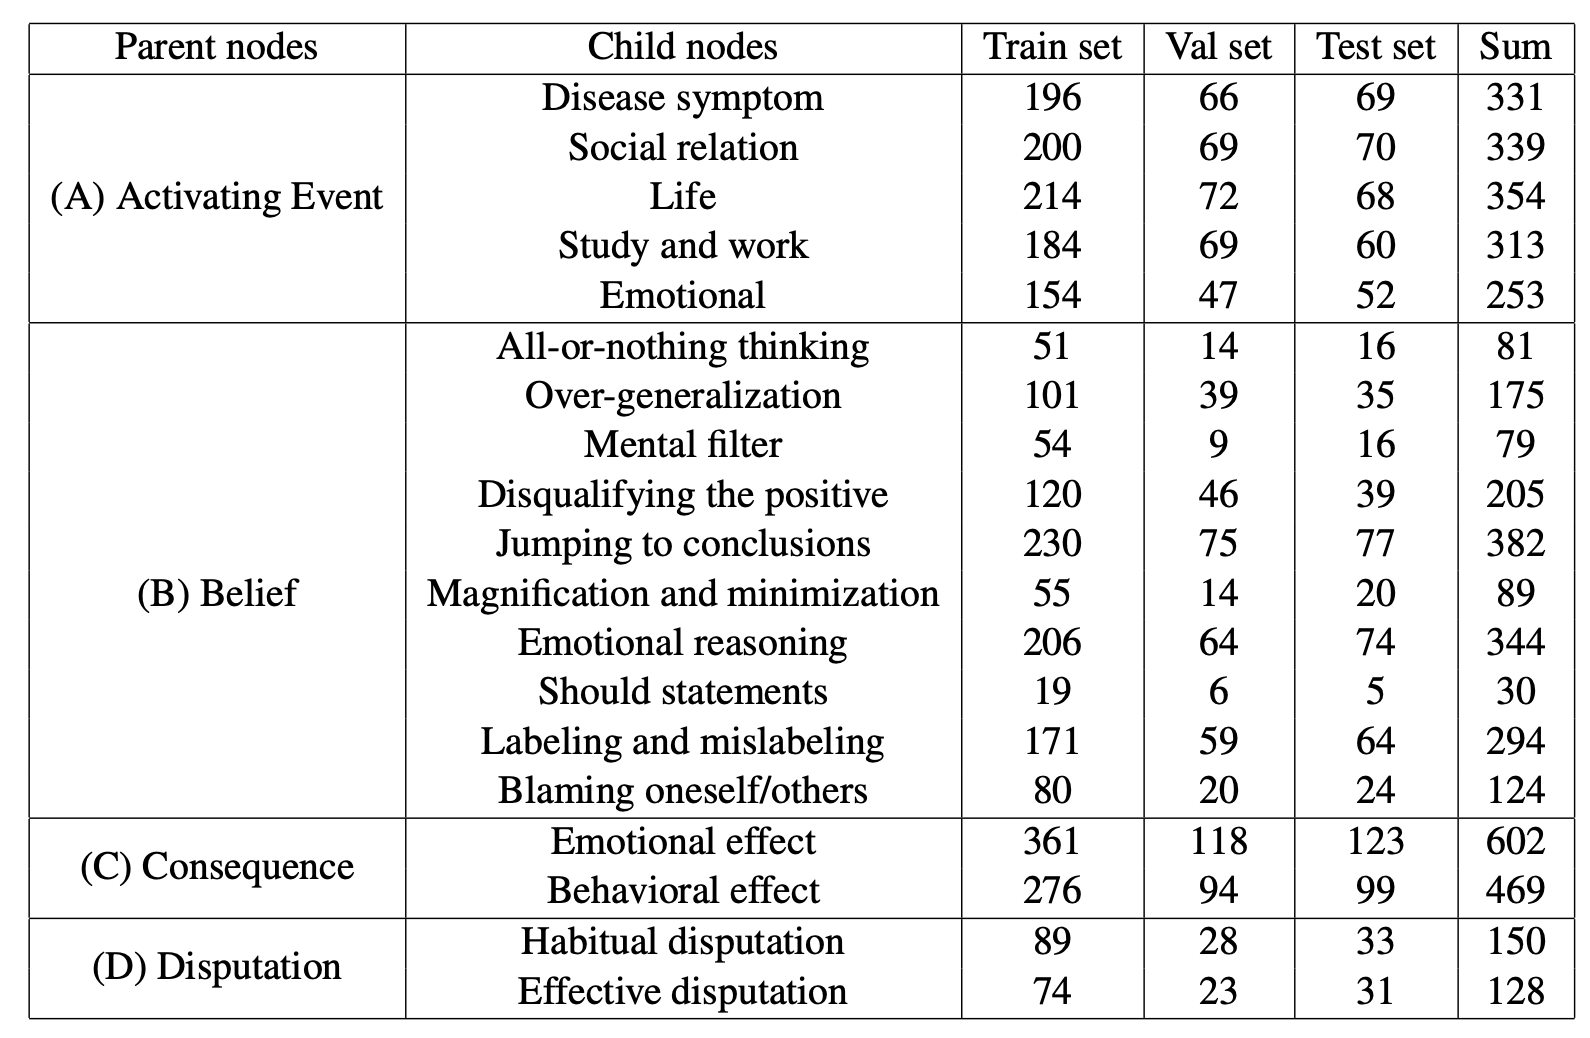 Parent nodes Child nodes Train set Val set Test set Sum
(A) Activating Event Disease symptom 196 66 69 331
Social relation 200 69 70 339
Life 214 72 68 354
Study and work 184 69 60 313
Emotional 154 47 52 253
(B) Belief All-or-nothing thinking 51 14 16 81
Over-generalization 101 39 35 175
Mental filter 54 9 16 79
Disqualifying the positive 120 46 39 205
Jumping to conclusions 230 75 77 382
Magnification and minimization 55 14 20 89
Emotional reasoning 206 64 74 344
Should statements 19 6 5 30
Labeling and mislabeling 171 59 64 294
Blaming oneself/others 80 20 24 124
(C) Consequence Emotional effect 361 118 123 602
Behavioral effect 276 94 99 469
(D) Disputation Habitual disputation 89 28 33 150
Effective disputation 74 23 31 128